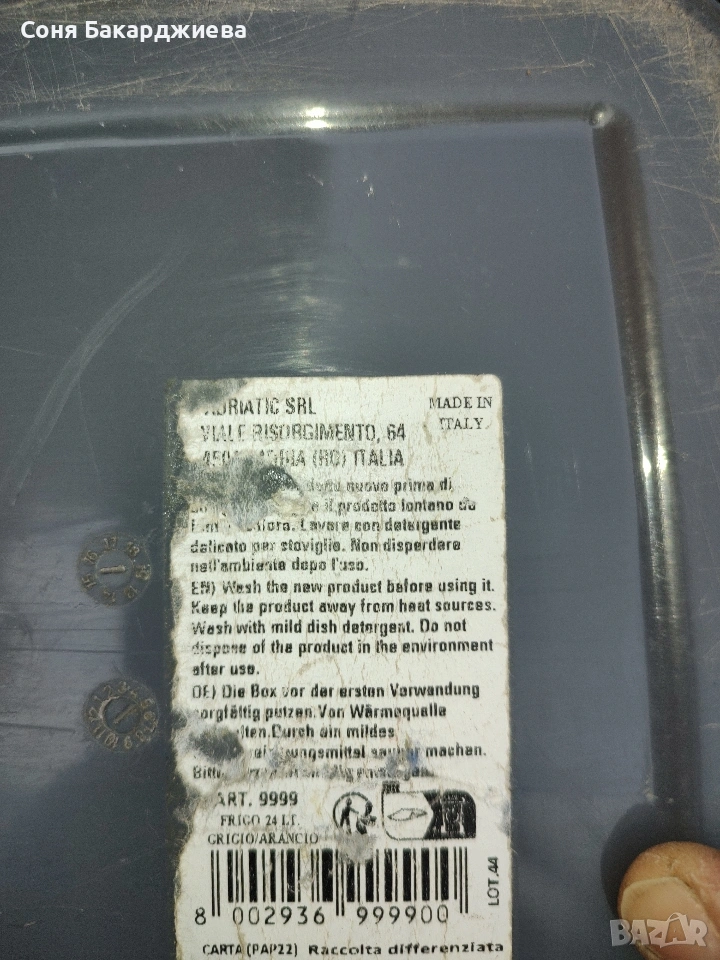 Соня Бакарджиева
ADRIATIC SRL
MADE IN
ITALY
VIALE RISORGIMENTO, 64
ADRIA (RO) ITALIA
nuovo prima di
il prodotto lontano da
Lavare con detergente
delicato per stoviglie. Non disperdere
nell'ambiente dopo l'uso.
EN) Wash the new product before using it.
Keep the product away from heat sources.
Wash with mild dish detergent. Do not
dispose of the product in the environment
after use.
DE) Die Box vor der ersten Verwendung
sorgfältig putzen. Von Wärmequelle
Durch ein mildes
machen.
ART. 9999
FRIGO 24 LT.
GRIGIO/ARANCIO
LOT.44
8 002936 999900
CARTA (PAP22) Raccolta differenziata
BAZAR